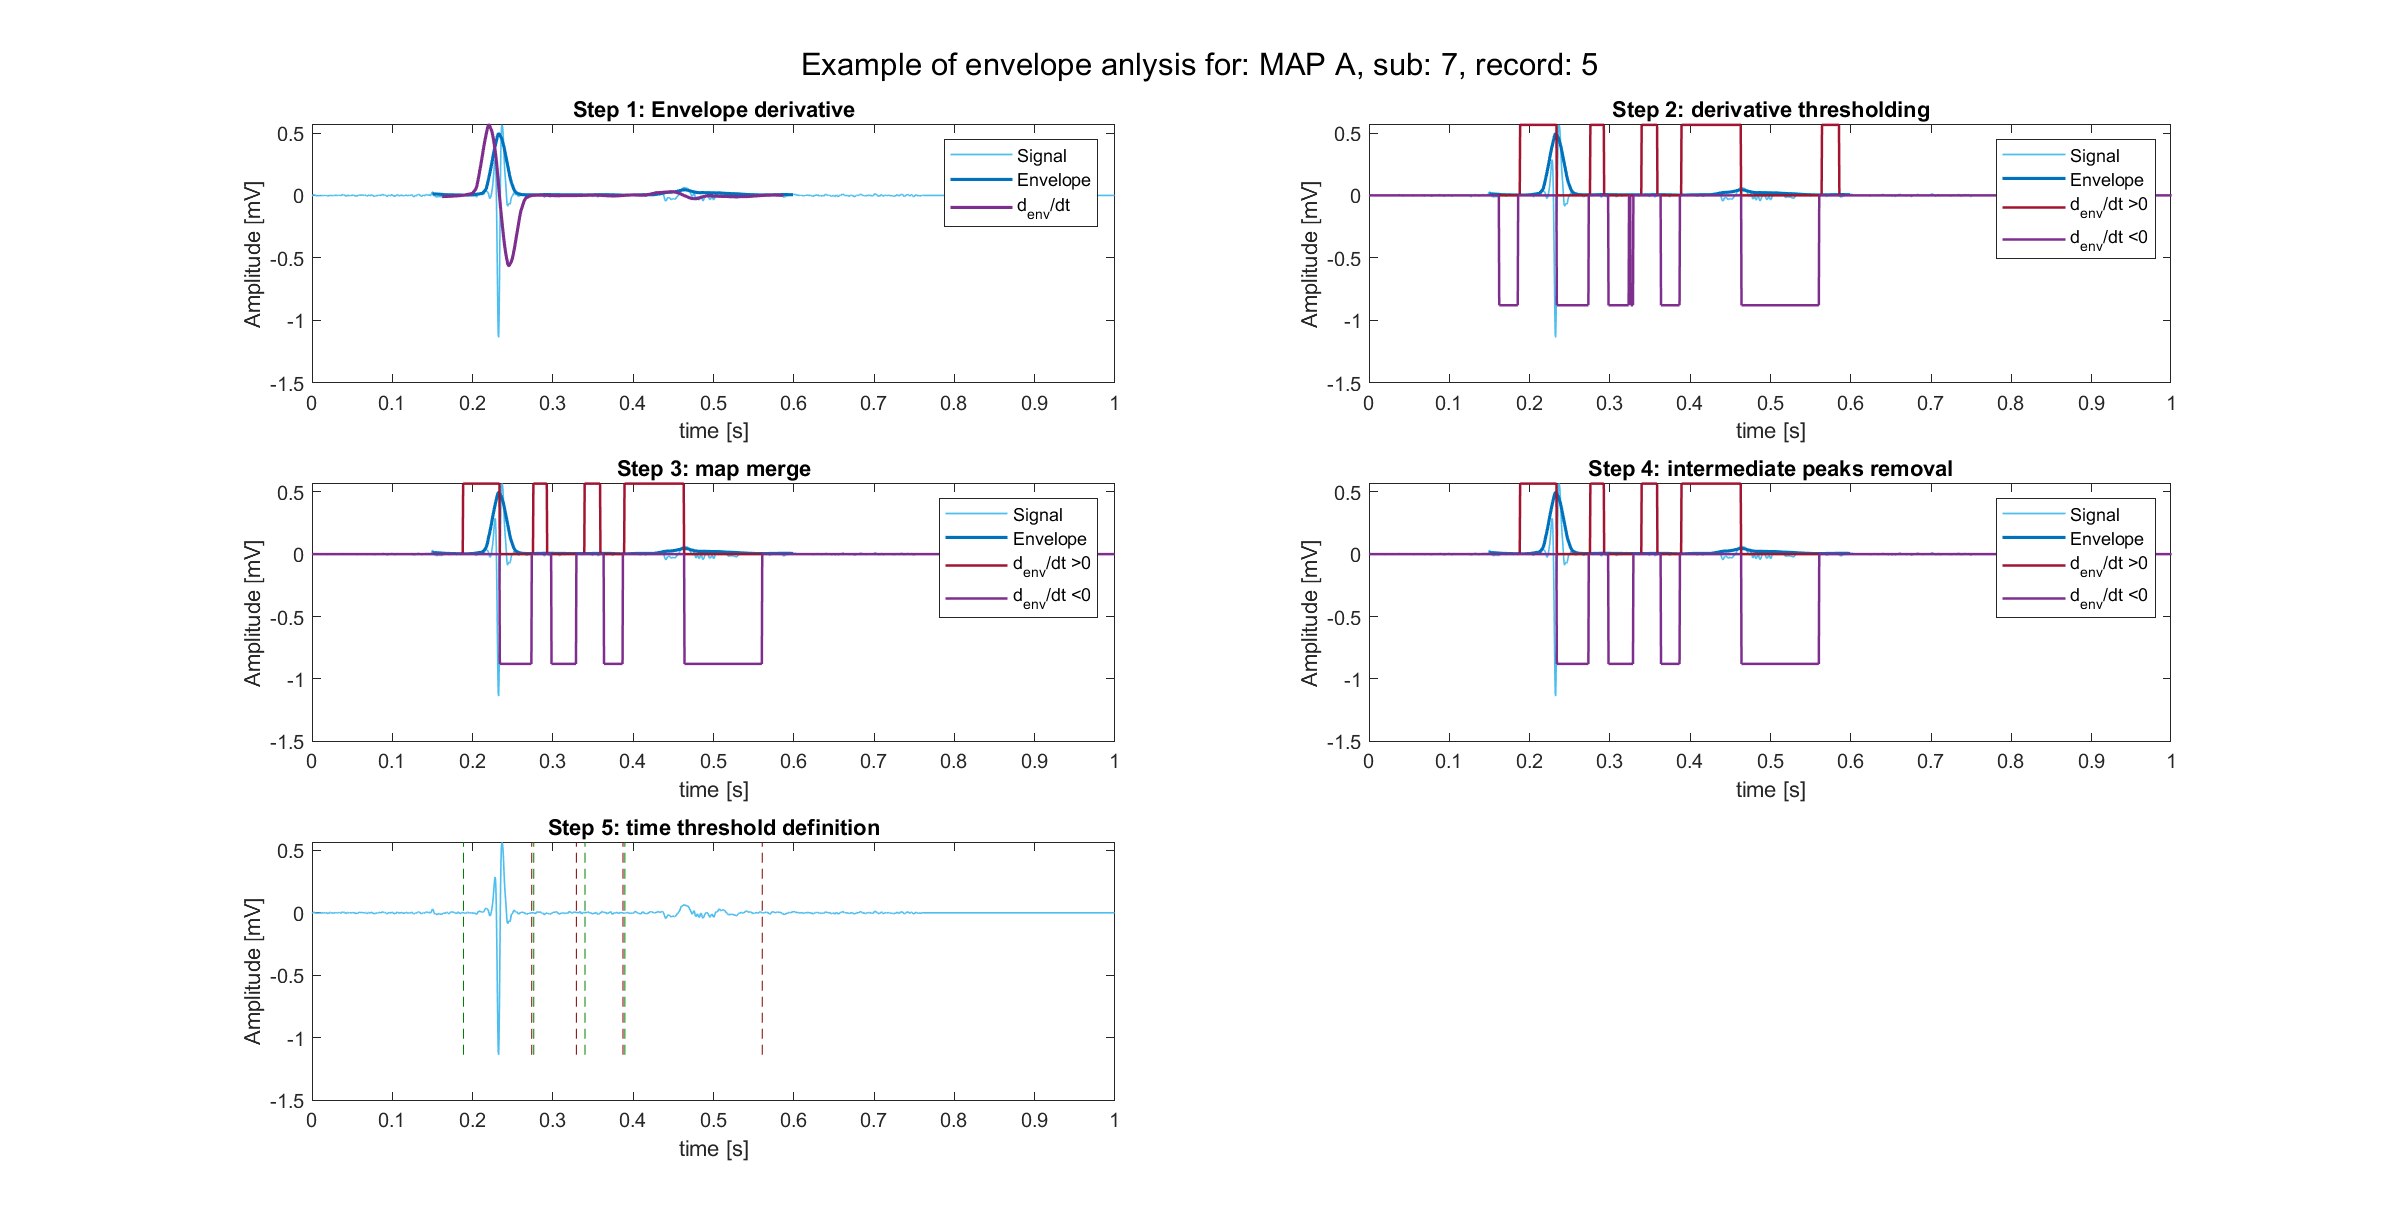 Example of envelope anlysis for: MAP A, sub: 7, record: 5
Step 1: Envelope derivative
0.5
0
-0.5
-1
-1.5
Amplitude [mV]
0 0.1 0.2 0.3 0.4 0.5 0.6 0.7 0.8 0.9 1
time [s]
Signal
Envelope
d_env/dt
Step 2: derivative thresholding
0.5
0
-0.5
-1
-1.5
Amplitude [mV]
0 0.1 0.2 0.3 0.4 0.5 0.6 0.7 0.8 0.9 1
time [s]
Signal
Envelope
d_env/dt >0
d_env/dt <0
Step 3: map merge
0.5
0
-0.5
-1
-1.5
Amplitude [mV]
0 0.1 0.2 0.3 0.4 0.5 0.6 0.7 0.8 0.9 1
time [s]
Signal
Envelope
d_env/dt >0
d_env/dt <0
Step 4: intermediate peaks removal
0.5
0
-0.5
-1
-1.5
Amplitude [mV]
0 0.1 0.2 0.3 0.4 0.5 0.6 0.7 0.8 0.9 1
time [s]
Signal
Envelope
d_env/dt >0
d_env/dt <0
Step 5: time threshold definition
0.5
0
-0.5
-1
-1.5
Amplitude [mV]
0 0.1 0.2 0.3 0.4 0.5 0.6 0.7 0.8 0.9 1
time [s]